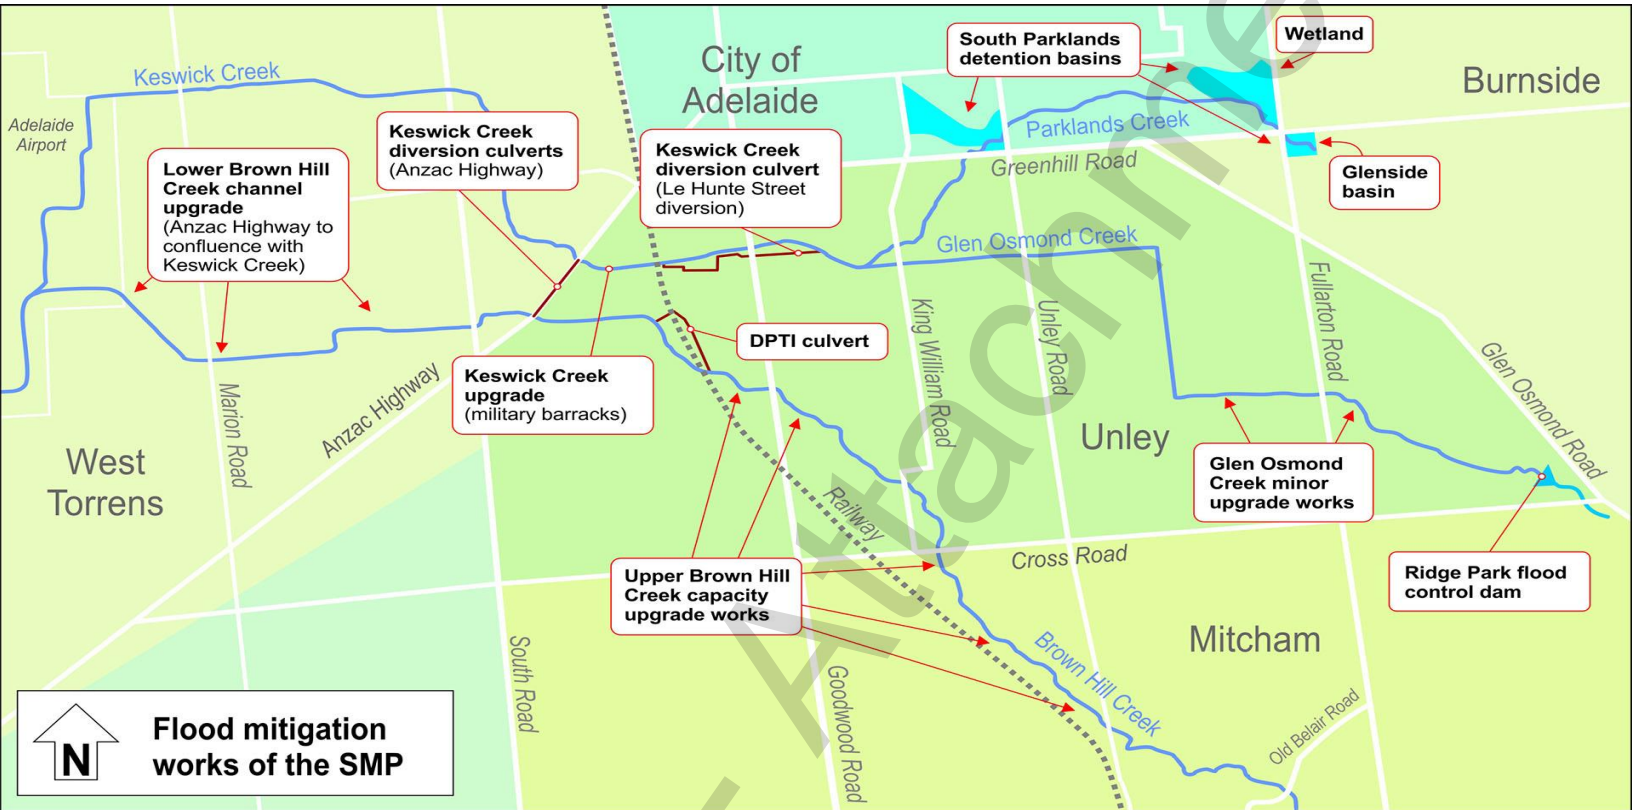 Keswick Creek
Adelaide
Airport
Lower Brown Hill
Creek channel
upgrade
(Anzac Highway to
confluence with
Keswick Creek)
Keswick Creek
diversion culverts
(Anzac Highway)
City of
Adelaide
Keswick Creek
diversion culvert
(Le Hunte Street
diversion)
South Parklands
detention basins
Wetland
Burnside
Parklands Creek
Greenhill Road
Glenside
basin
Glen Osmond Creek
Keswick Creek
upgrade
(military barracks)
DPTI culvert
King William Road
Unley Road
Fullarton Road
Glen Osmond Road
Marion Road
Anzac Highway
West
Torrens
Unley
Glen Osmond
Creek minor
upgrade works
Railway
Cross Road
Ridge Park flood
control dam
Upper Brown Hill
Creek capacity
upgrade works
Mitcham
Brown Hill Creek
South Road
Goodwood Road
Old Belair Road
N
Flood mitigation
works of the SMP